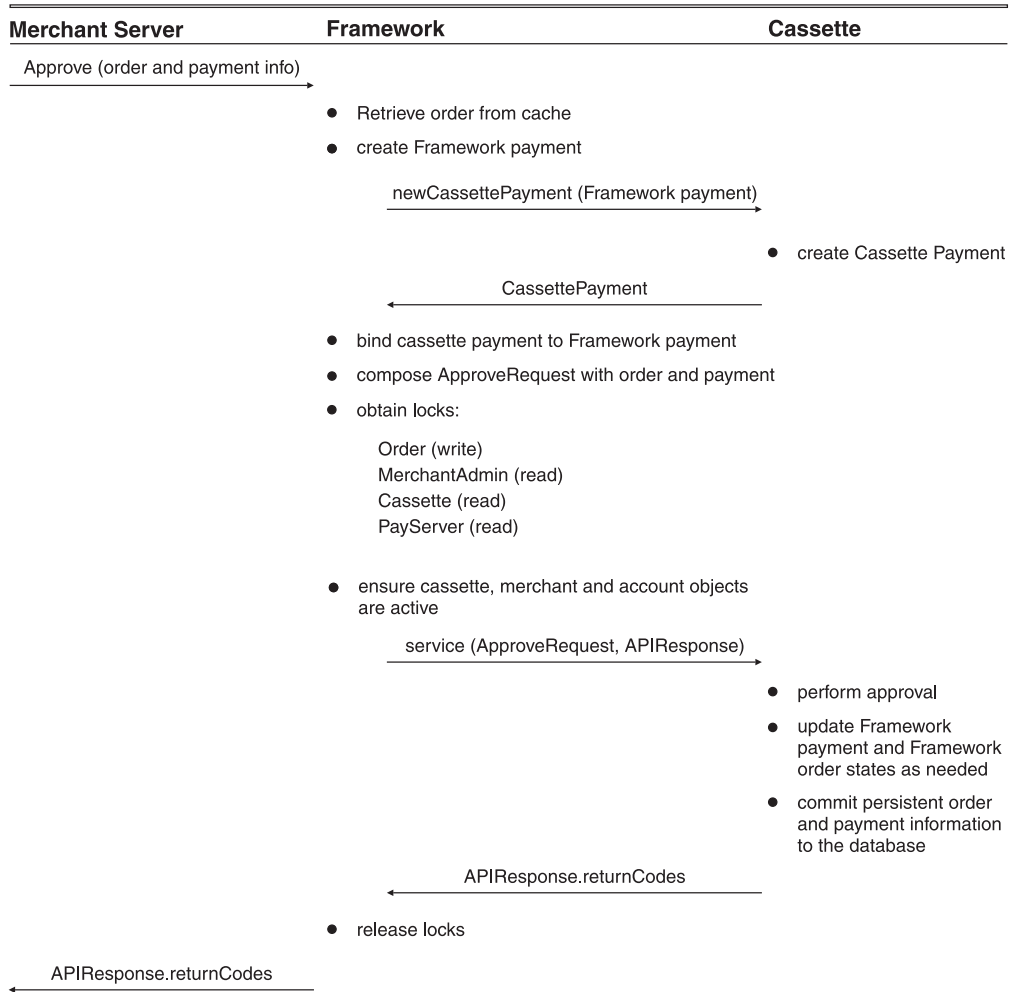 Merchant Server Framework Cassette
Approve (order and payment info)
● Retrieve order from cache
● create Framework payment
newCassettePayment (Framework payment)
● create Cassette Payment
CassettePayment
● bind cassette payment to Framework payment
● compose ApproveRequest with order and payment
● obtain locks:
Order (write)
MerchantAdmin (read)
Cassette (read)
PayServer (read)
● ensure cassette, merchant and account objects
are active
service (ApproveRequest, APIResponse)
● perform approval
● update Framework
payment and Framework
order states as needed
● commit persistent order
and payment information
to the database
APIResponse.returnCodes
● release locks
APIResponse.returnCodes